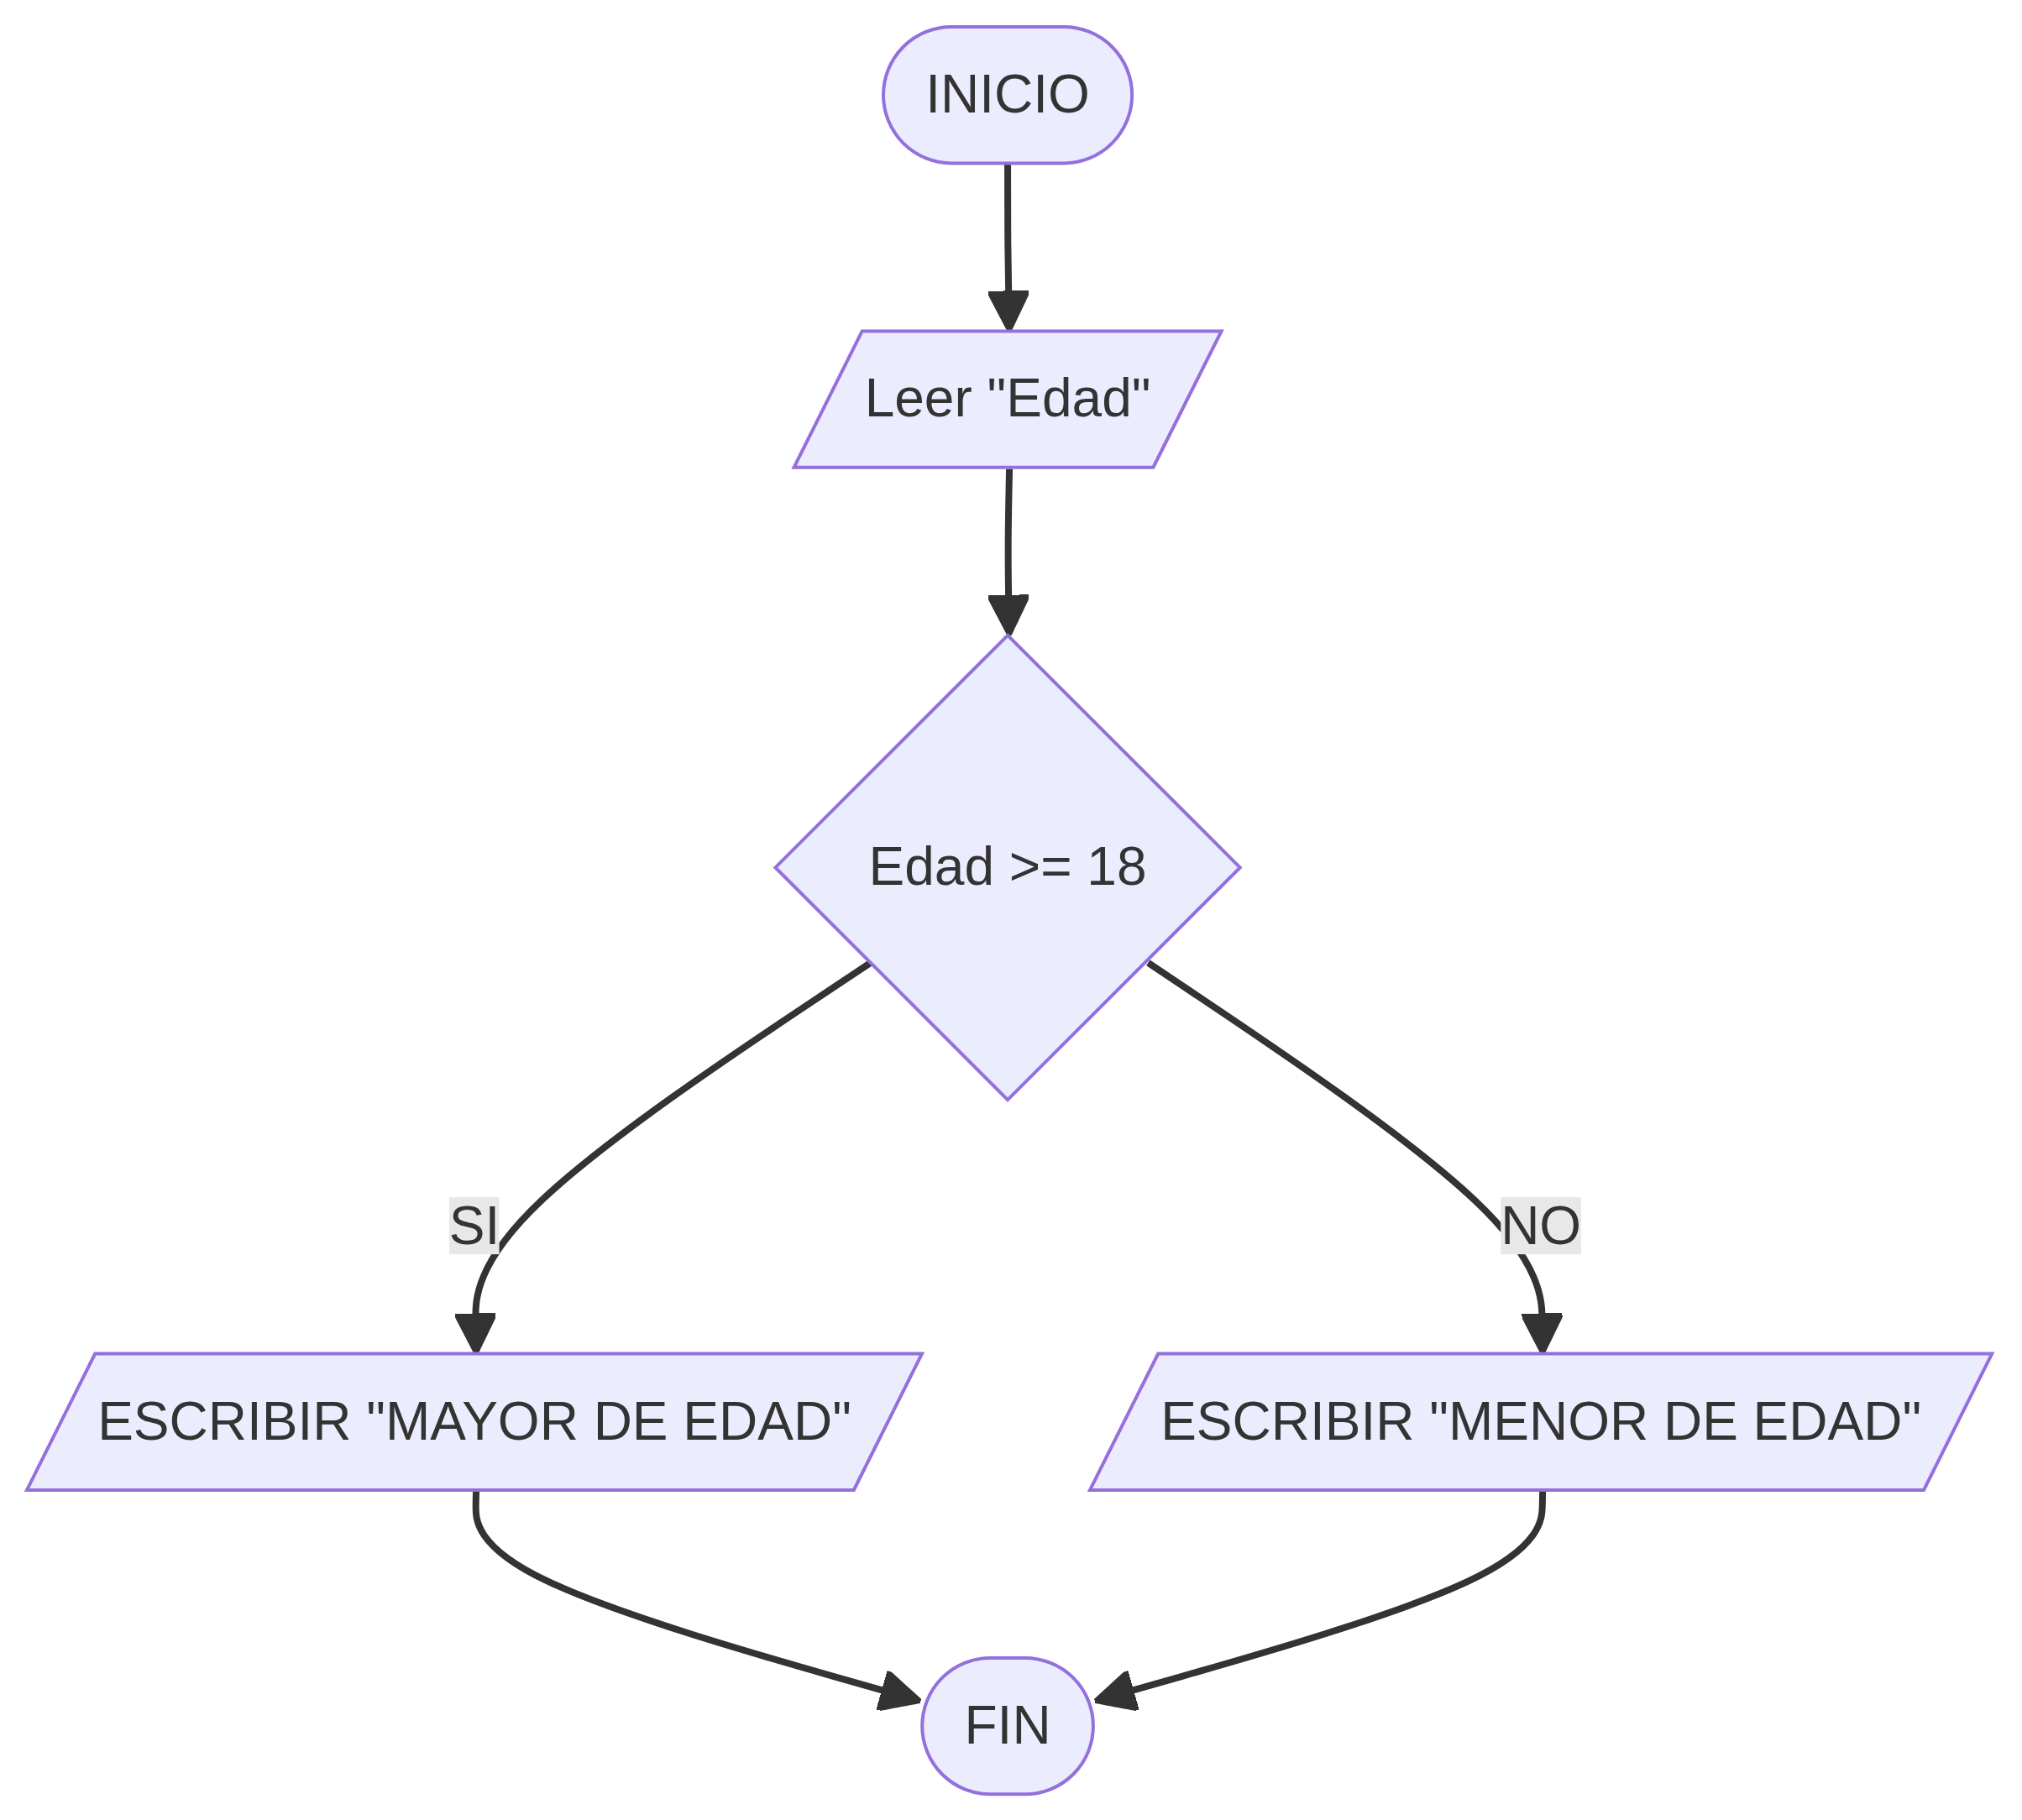 INICIO
Leer "Edad"
Edad >= 18
SI
NO
ESCRIBIR "MAYOR DE EDAD"
ESCRIBIR "MENOR DE EDAD"
FIN